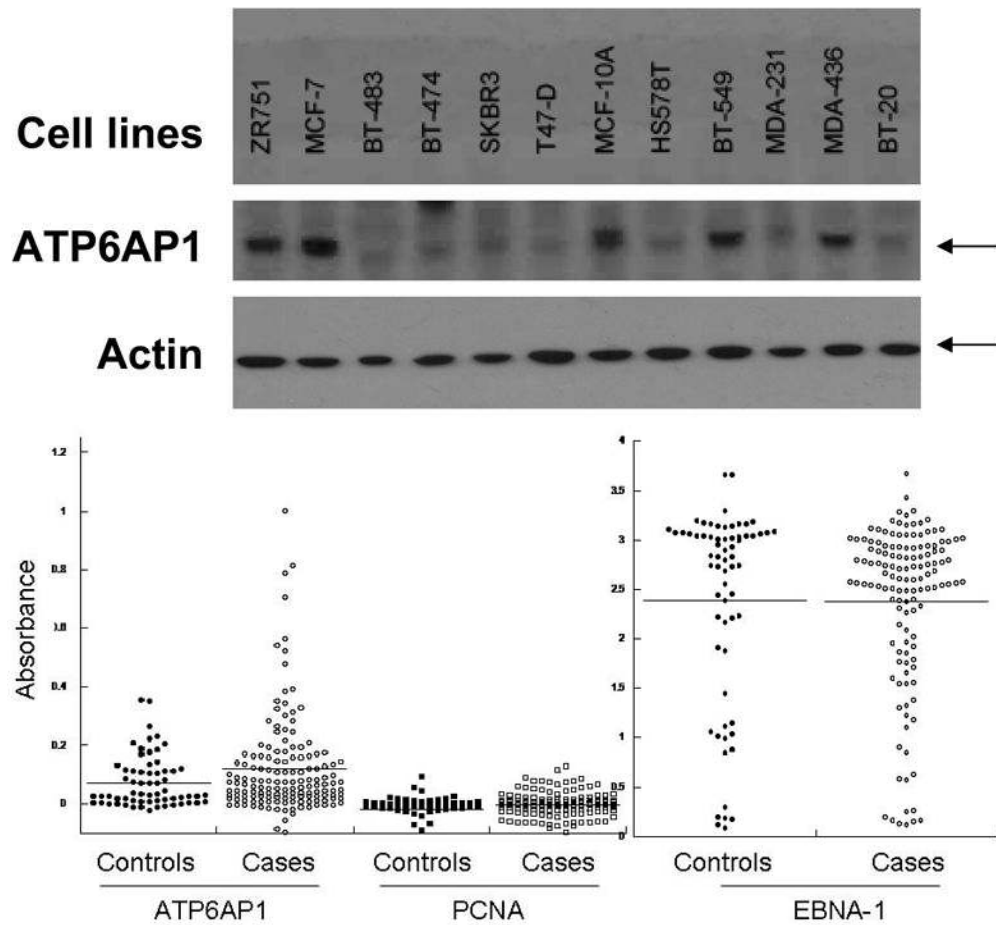 Cell lines
ZR751 MCF-7 BT-483 BT-474 SKBR3 T47-D MCF-10A HS578T BT-549 MDA-231 MDA-436 BT-20
ATP6AP1
Actin
Absorbance
1.2
1
0.8
0.6
0.4
0.2
0
4
3.5
3
2.5
2
1.5
1
0.5
0
Controls Cases Controls Cases Controls Cases
ATP6AP1 PCNA EBNA-1